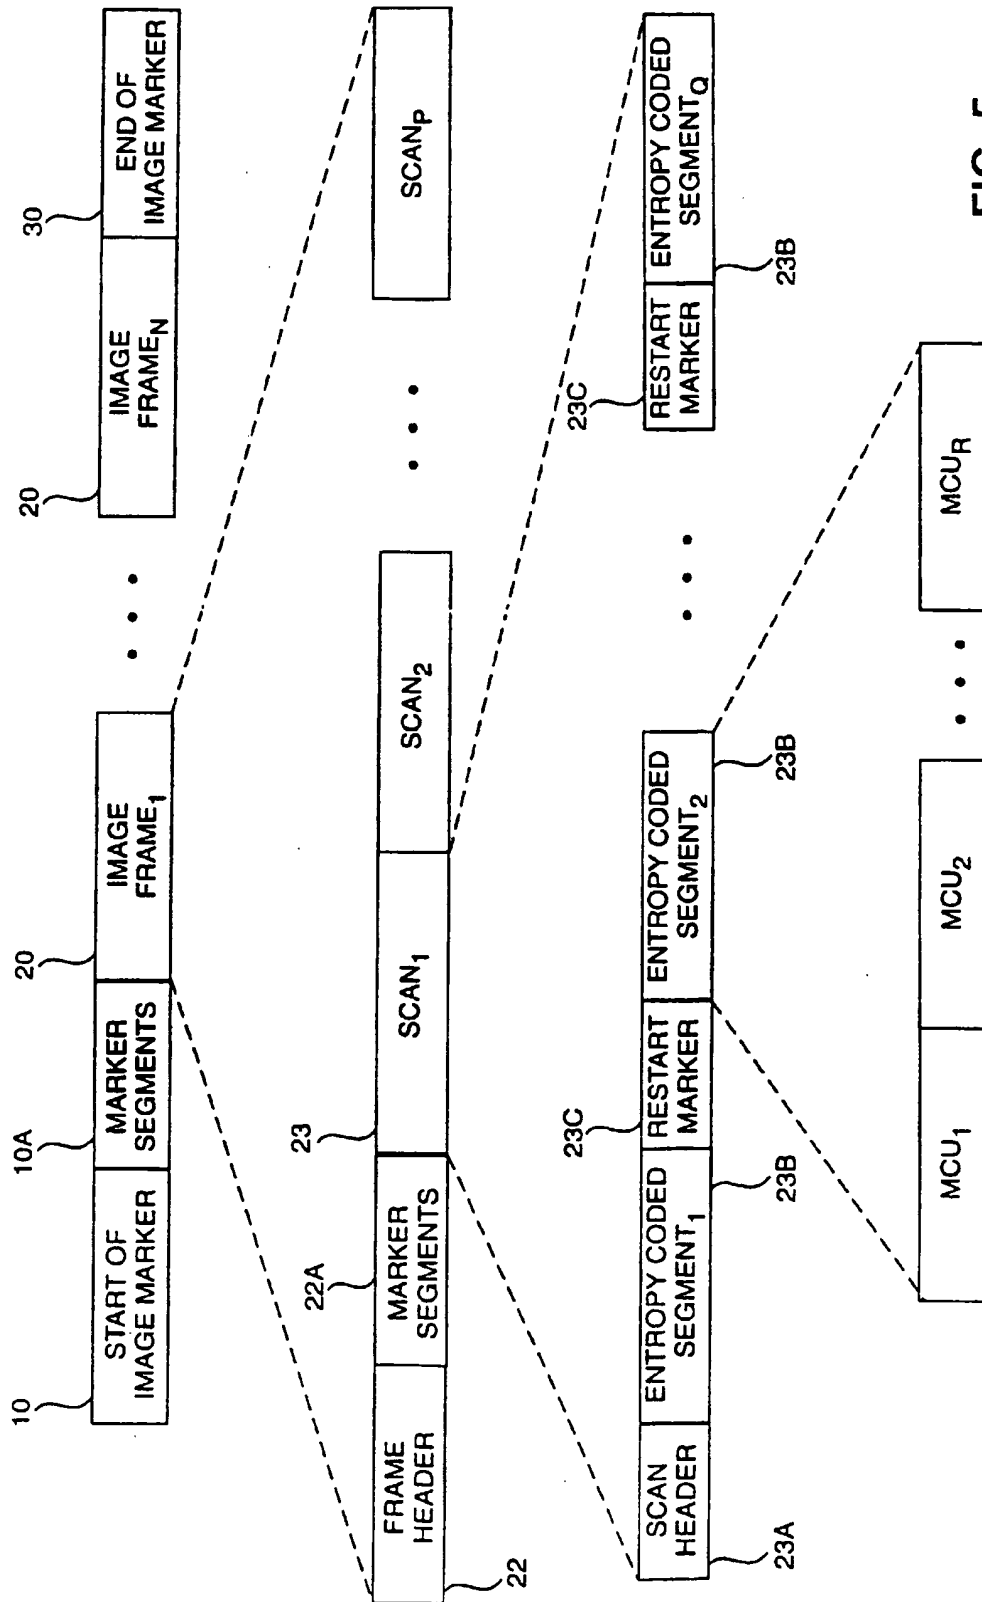 10
START OF
IMAGE MARKER
10A
MARKER
SEGMENTS
20
IMAGE
FRAME1
• • •
20
IMAGE
FRAMEN
30
END OF
IMAGE MARKER
22
FRAME
HEADER
22A
MARKER
SEGMENTS
23
SCAN1
SCAN2
• • •
SCANP
23A
SCAN
HEADER
ENTROPY CODED
SEGMENT1
23B
23C
RESTART
MARKER
ENTROPY CODED
SEGMENT2
23B
• • •
23C
RESTART
MARKER
ENTROPY CODED
SEGMENTQ
23B
MCU1
MCU2
• • •
MCUR